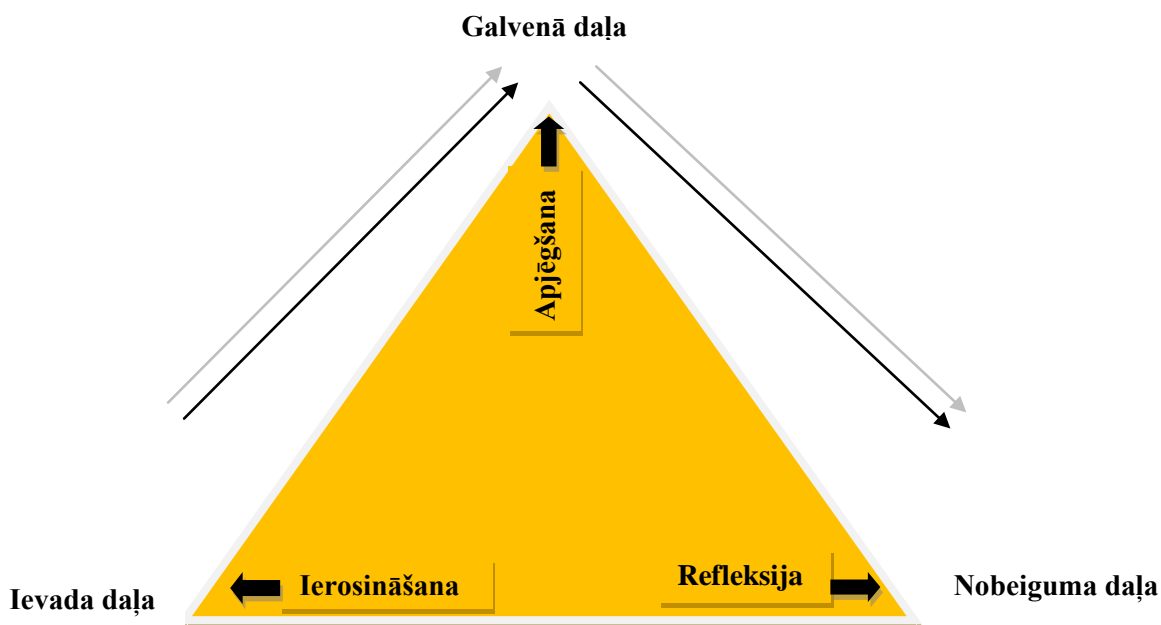 Galvenā daļa
Apjēgšana
Ierosināšana
Refleksija
Ievada daļa
Nobeiguma daļa